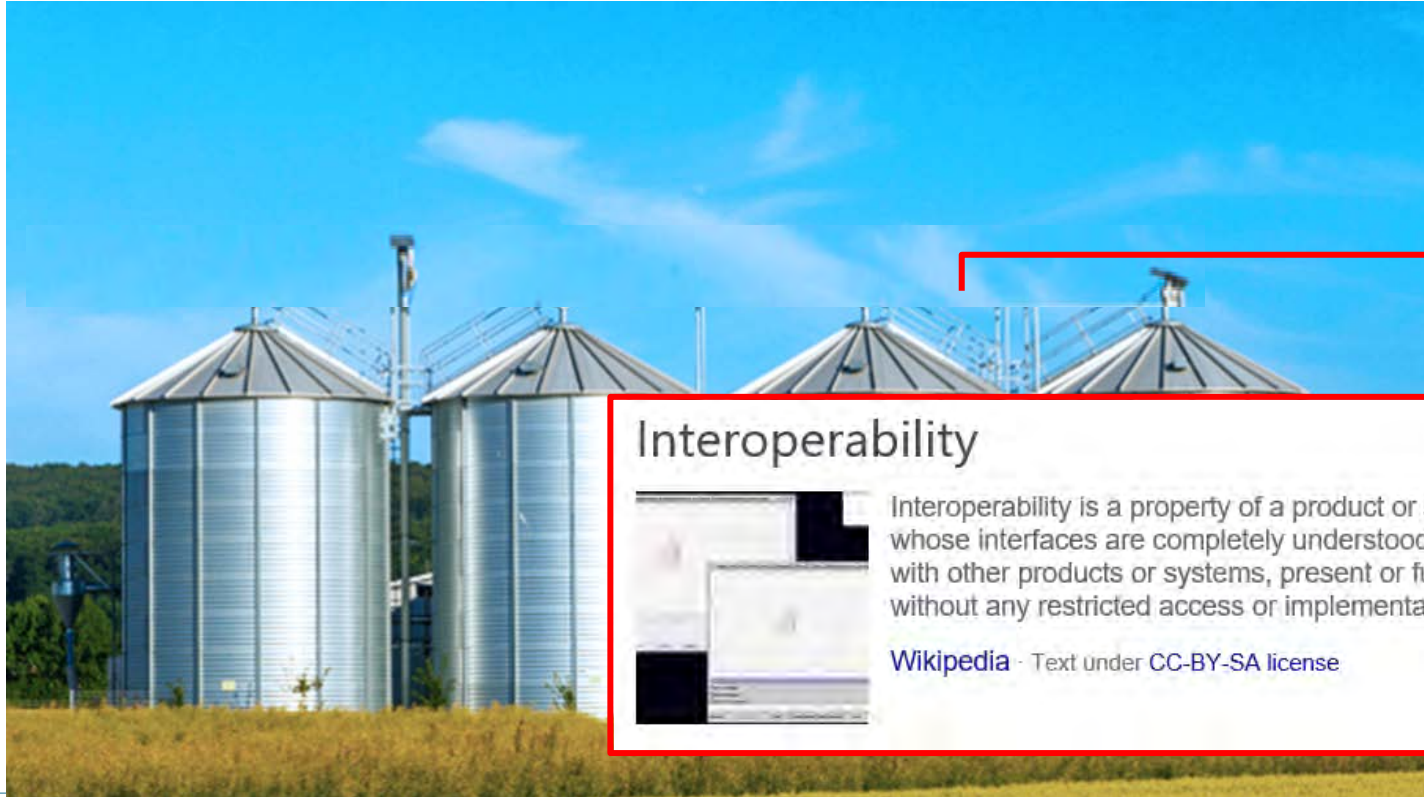 Interoperability
Interoperability is a property of a product or
whose interfaces are completely understood
with other products or systems, present or
without any restricted access or
Wikipedia · Text under CC-BY-SA license